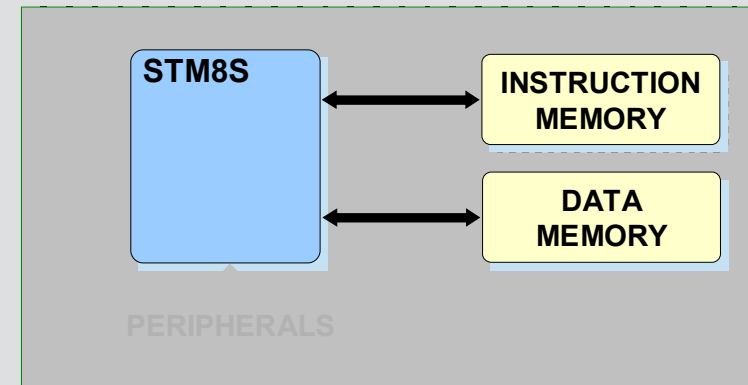 STM8S
INSTRUCTION
MEMORY
DATA
MEMORY
PERIPHERALS